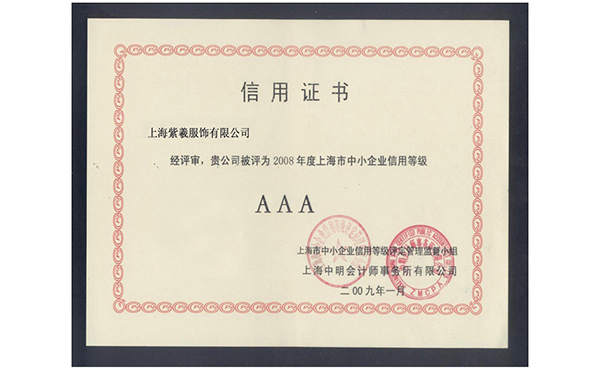 信用证书
上海紫羲服饰有限公司
经评审，贵公司被评为2008年度上海市中小企业信用等级
AAA
上海市中小企业信用等级评定管理监督小组
上海中明会计师事务所有限公司
二00九年一月